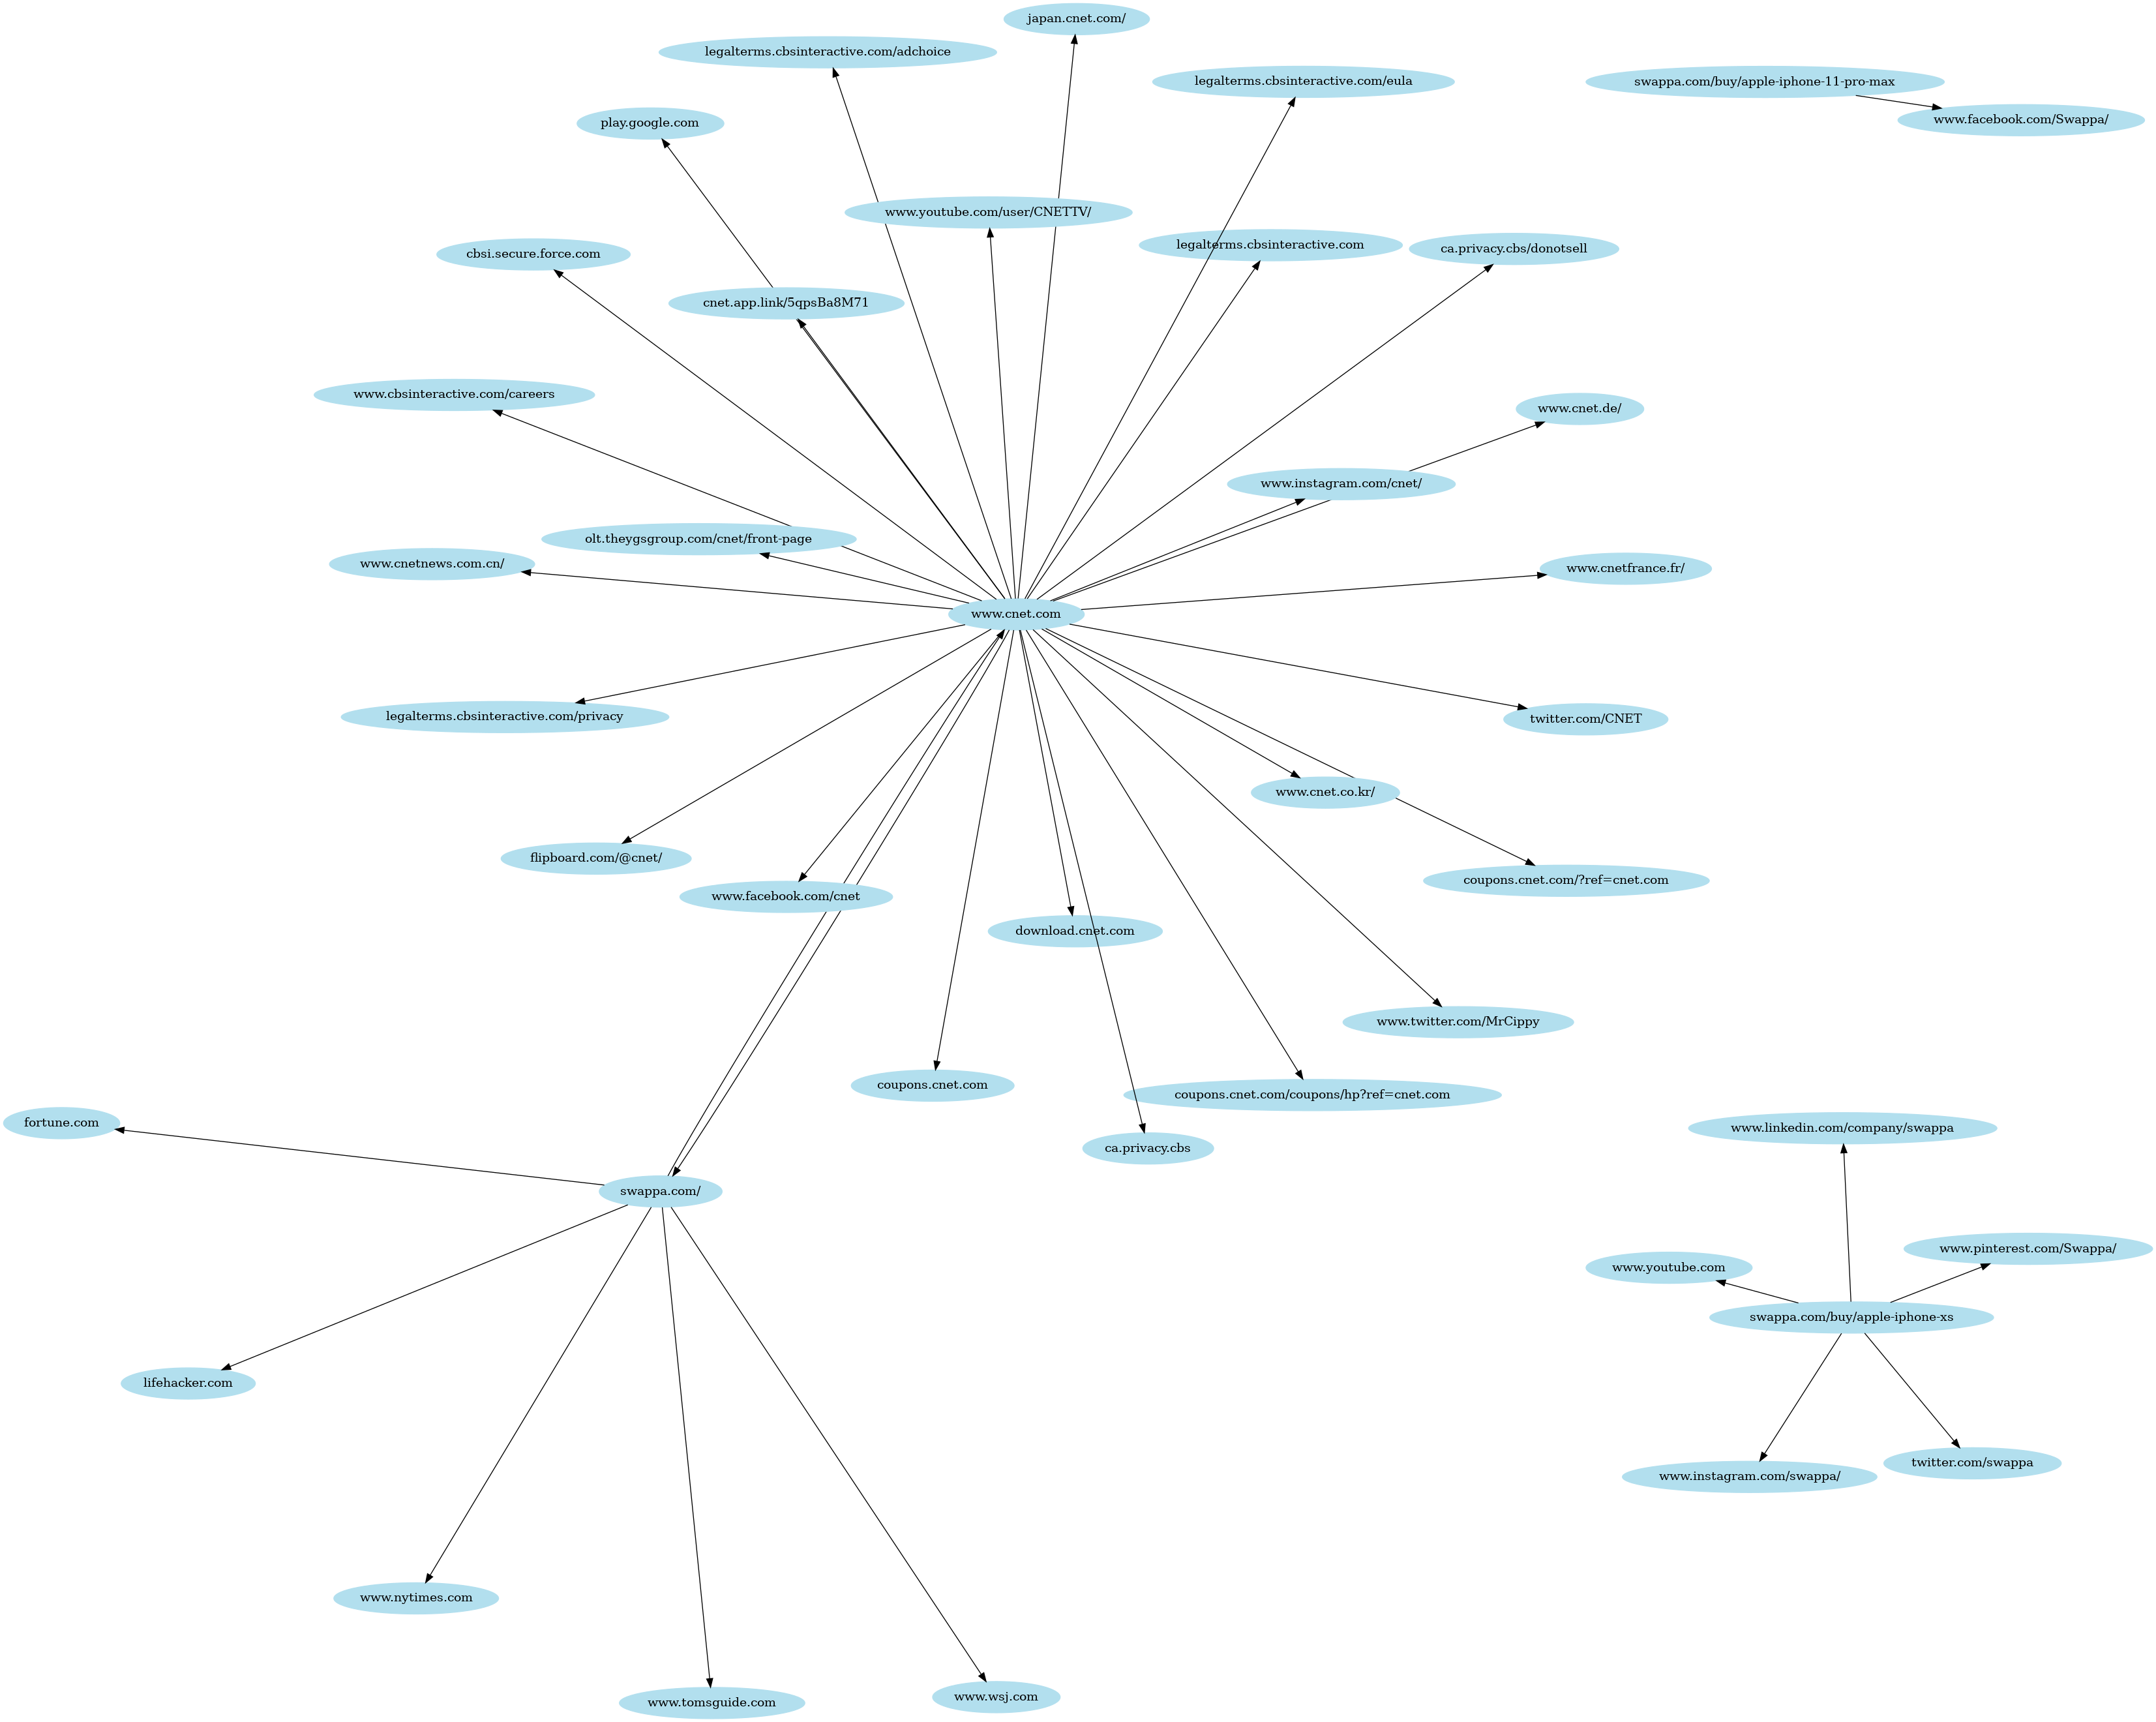 japan.cnet.com/
legalterms.cbsinteractive.com/adchoice
legalterms.cbsinteractive.com/eula
swappa.com/buy/apple-iphone-11-pro-max
www.facebook.com/Swappa/
play.google.com
www.youtube.com/user/CNETTV/
legalterms.cbsinteractive.com
ca.privacy.cbs/donotsell
cbsi.secure.force.com
cnet.app.link/5qpsBa8M71
www.cbsinteractive.com/careers
www.cnet.de/
www.instagram.com/cnet/
olt.theygsgroup.com/cnet/front-page
www.cnetnews.com.cn/
www.cnetfrance.fr/
www.cnet.com
legalterms.cbsinteractive.com/privacy
twitter.com/CNET
www.cnet.co.kr/
flipboard.com/@cnet/
www.facebook.com/cnet
coupons.cnet.com/?ref=cnet.com
download.cnet.com
www.twitter.com/MrCippy
coupons.cnet.com
coupons.cnet.com/coupons/hp?ref=cnet.com
fortune.com
www.linkedin.com/company/swappa
ca.privacy.cbs
swappa.com/
www.pinterest.com/Swappa/
www.youtube.com
swappa.com/buy/apple-iphone-xs
lifehacker.com
twitter.com/swappa
www.instagram.com/swappa/
www.nytimes.com
www.tomsguide.com
www.wsj.com